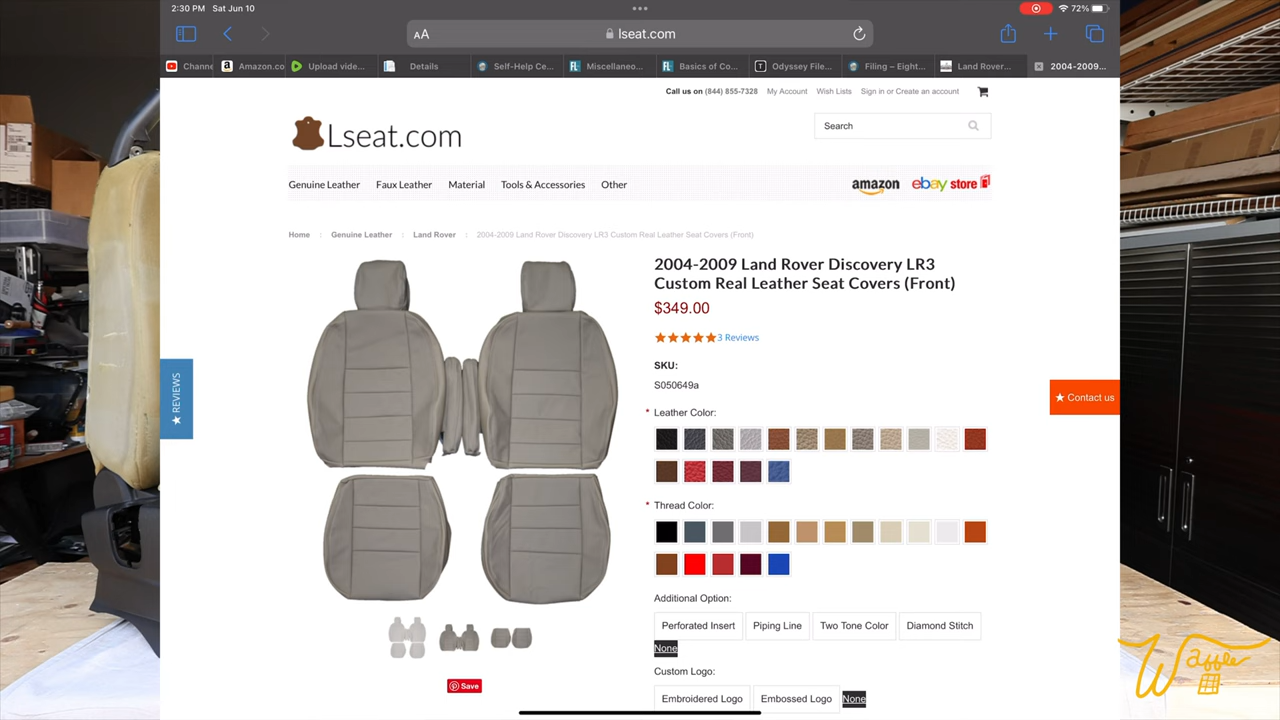 2:30 PM Sat Jun 10
72%
AA
lseat.com
Channe
Amazon.co
Upload vide...
Details
Self-Help Ce...
Miscellaneo...
Basics of Co...
Odyssey File...
Filing – Eight...
Land Rover...
2004-2009...
Call us on (844) 855-7328
My Account
Wish Lists
Sign in or Create an account
Lseat.com
Search
Genuine Leather
Faux Leather
Material
Tools & Accessories
Other
amazon
ebay store
Home : Genuine Leather : Land Rover : 2004-2009 Land Rover Discovery LR3 Custom Real Leather Seat Covers (Front)
2004-2009 Land Rover Discovery LR3
Custom Real Leather Seat Covers (Front)
$349.00
3 Reviews
SKU:
S050649a
★ REVIEWS
★ Contact us
* Leather Color:
* Thread Color:
Additional Option:
Perforated Insert
Piping Line
Two Tone Color
Diamond Stitch
None
Custom Logo:
Embroidered Logo
Embossed Logo
None
Save
Waffle